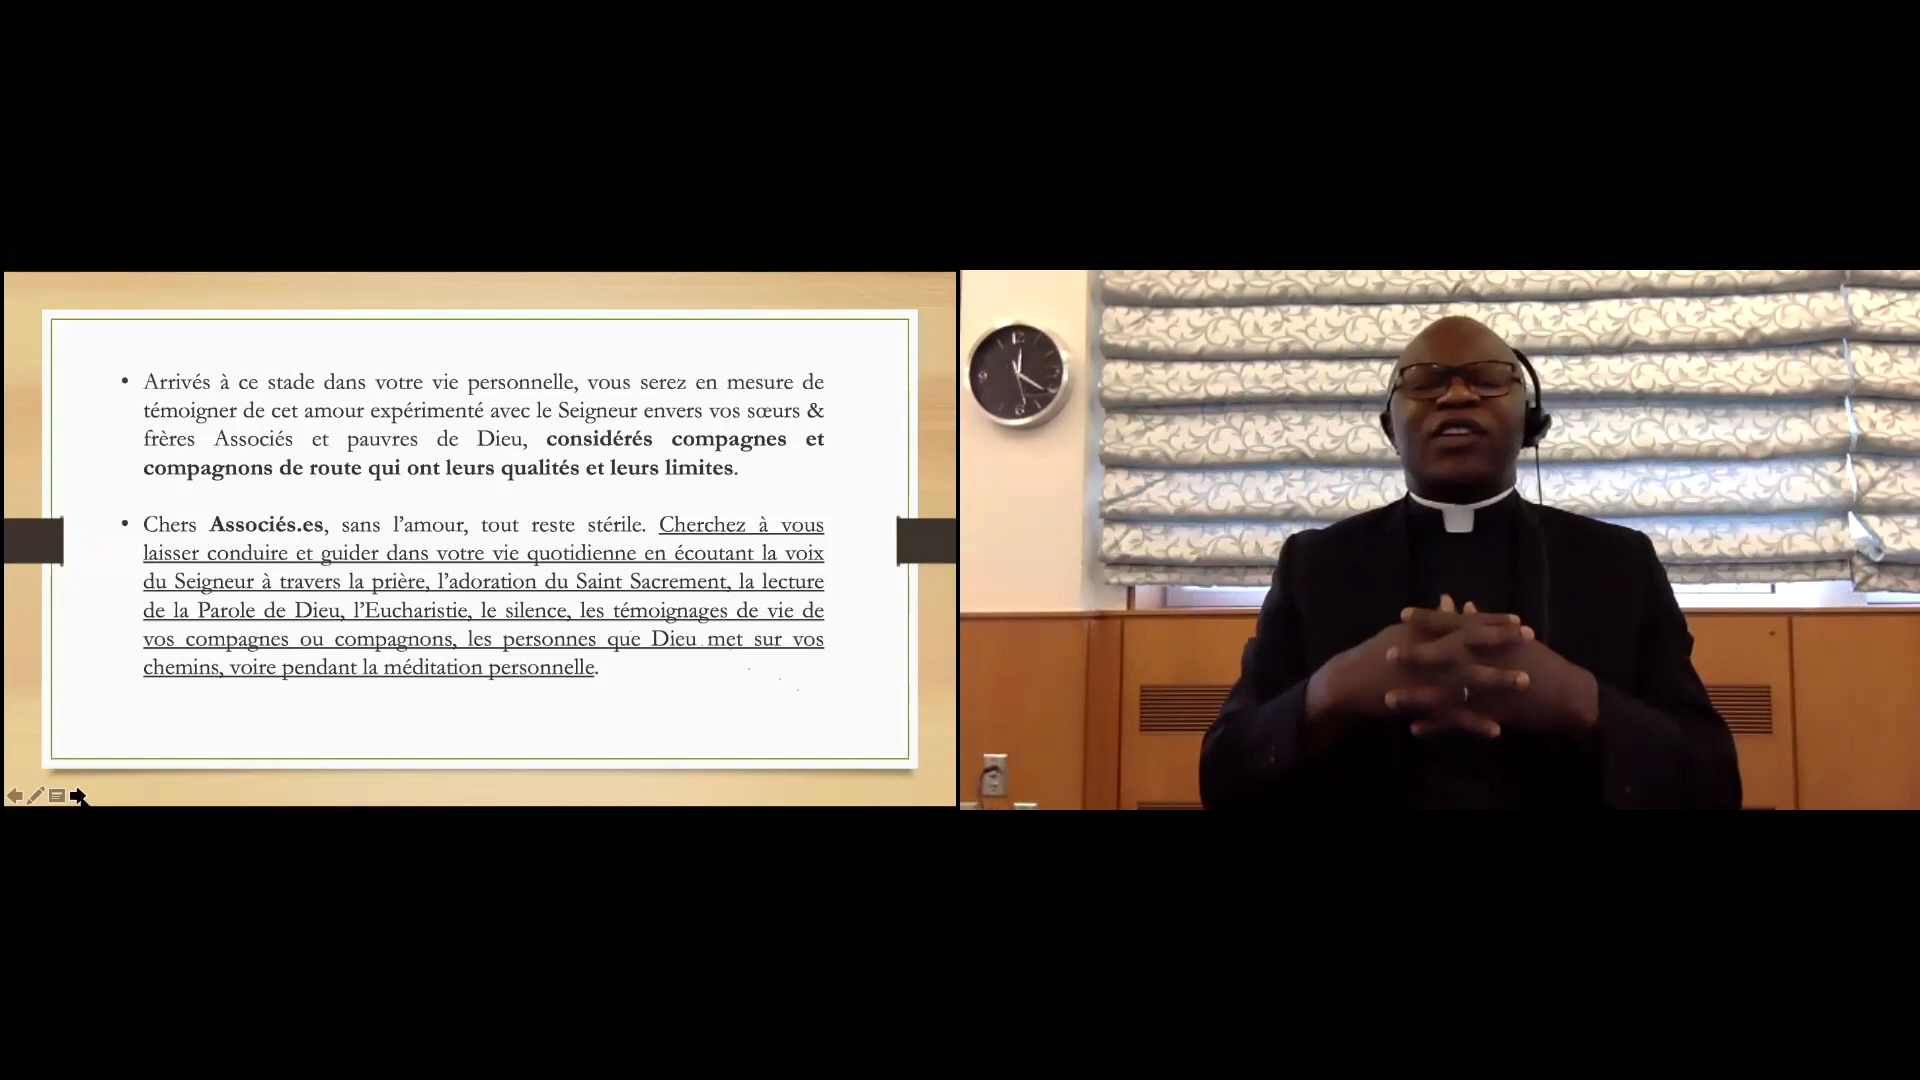 • Arrivés à ce stade dans votre vie personnelle, vous serez en mesure de
témoigner de cet amour expérimenté avec le Seigneur envers vos sœurs &
frères Associés et pauvres de Dieu, considérés compagnes et
compagnons de route qui ont leurs qualités et leurs limites.
• Chers Associés.es, sans l’amour, tout reste stérile. Cherchez à vous
laisser conduire et guider dans votre vie quotidienne en écoutant la voix
du Seigneur à travers la prière, l’adoration du Saint Sacrement, la lecture
de la Parole de Dieu, l’Eucharistie, le silence, les témoignages de vie de
vos compagnes ou compagnons, les personnes que Dieu met sur vos
chemins, voire pendant la méditation personnelle.